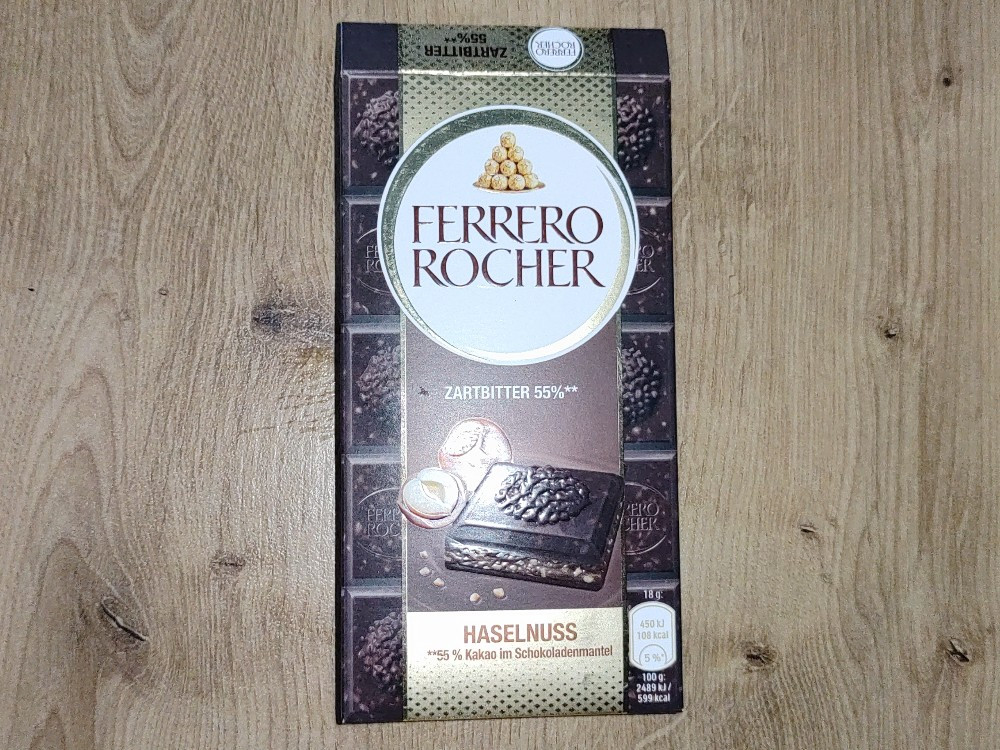 ZARTBITTER
55%**
FERRERO
ROCHER
FERRERO
ROCHER
ZARTBITTER 55%**
HASELNUSS
**55 % Kakao im Schokoladenmantel
18 g:
450 kJ
108 kcal
5 %*
100 g:
2489 kJ /
599 kcal